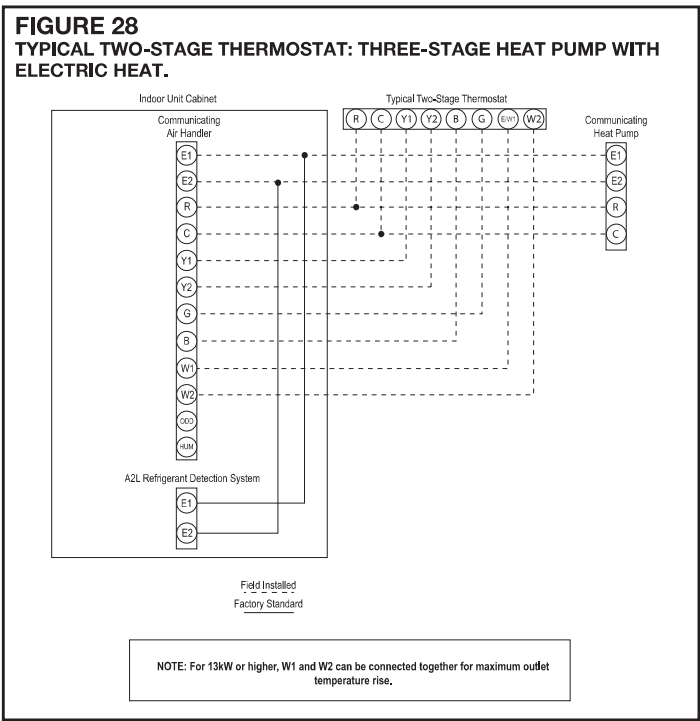 FIGURE 28
TYPICAL TWO-STAGE THERMOSTAT: THREE-STAGE HEAT PUMP WITH
ELECTRIC HEAT.
Indoor Unit Cabinet
Typical Two-Stage Thermostat
R C Y1 Y2 B G E/W1 W2
Communicating
Air Handler
Communicating
Heat Pump
E1
E2
R
C
Y1
Y2
G
B
W1
W2
ODD
HUM
E1
E2
R
C
A2L Refrigerant Detection System
E1
E2
Field Installed
Factory Standard
NOTE: For 13kW or higher, W1 and W2 can be connected together for maximum outlet
temperature rise.